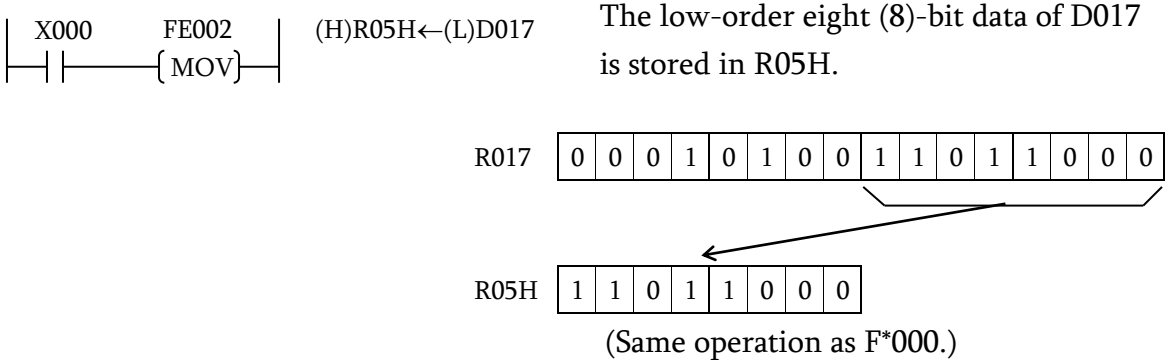 X000 FE002 (H)R05H←(L)D017 The low-order eight (8)-bit data of D017
MOV is stored in R05H.
R017 0 0 0 1 0 1 0 0 1 1 0 1 1 0 0 0
R05H 1 1 0 1 1 0 0 0
(Same operation as F*000.)